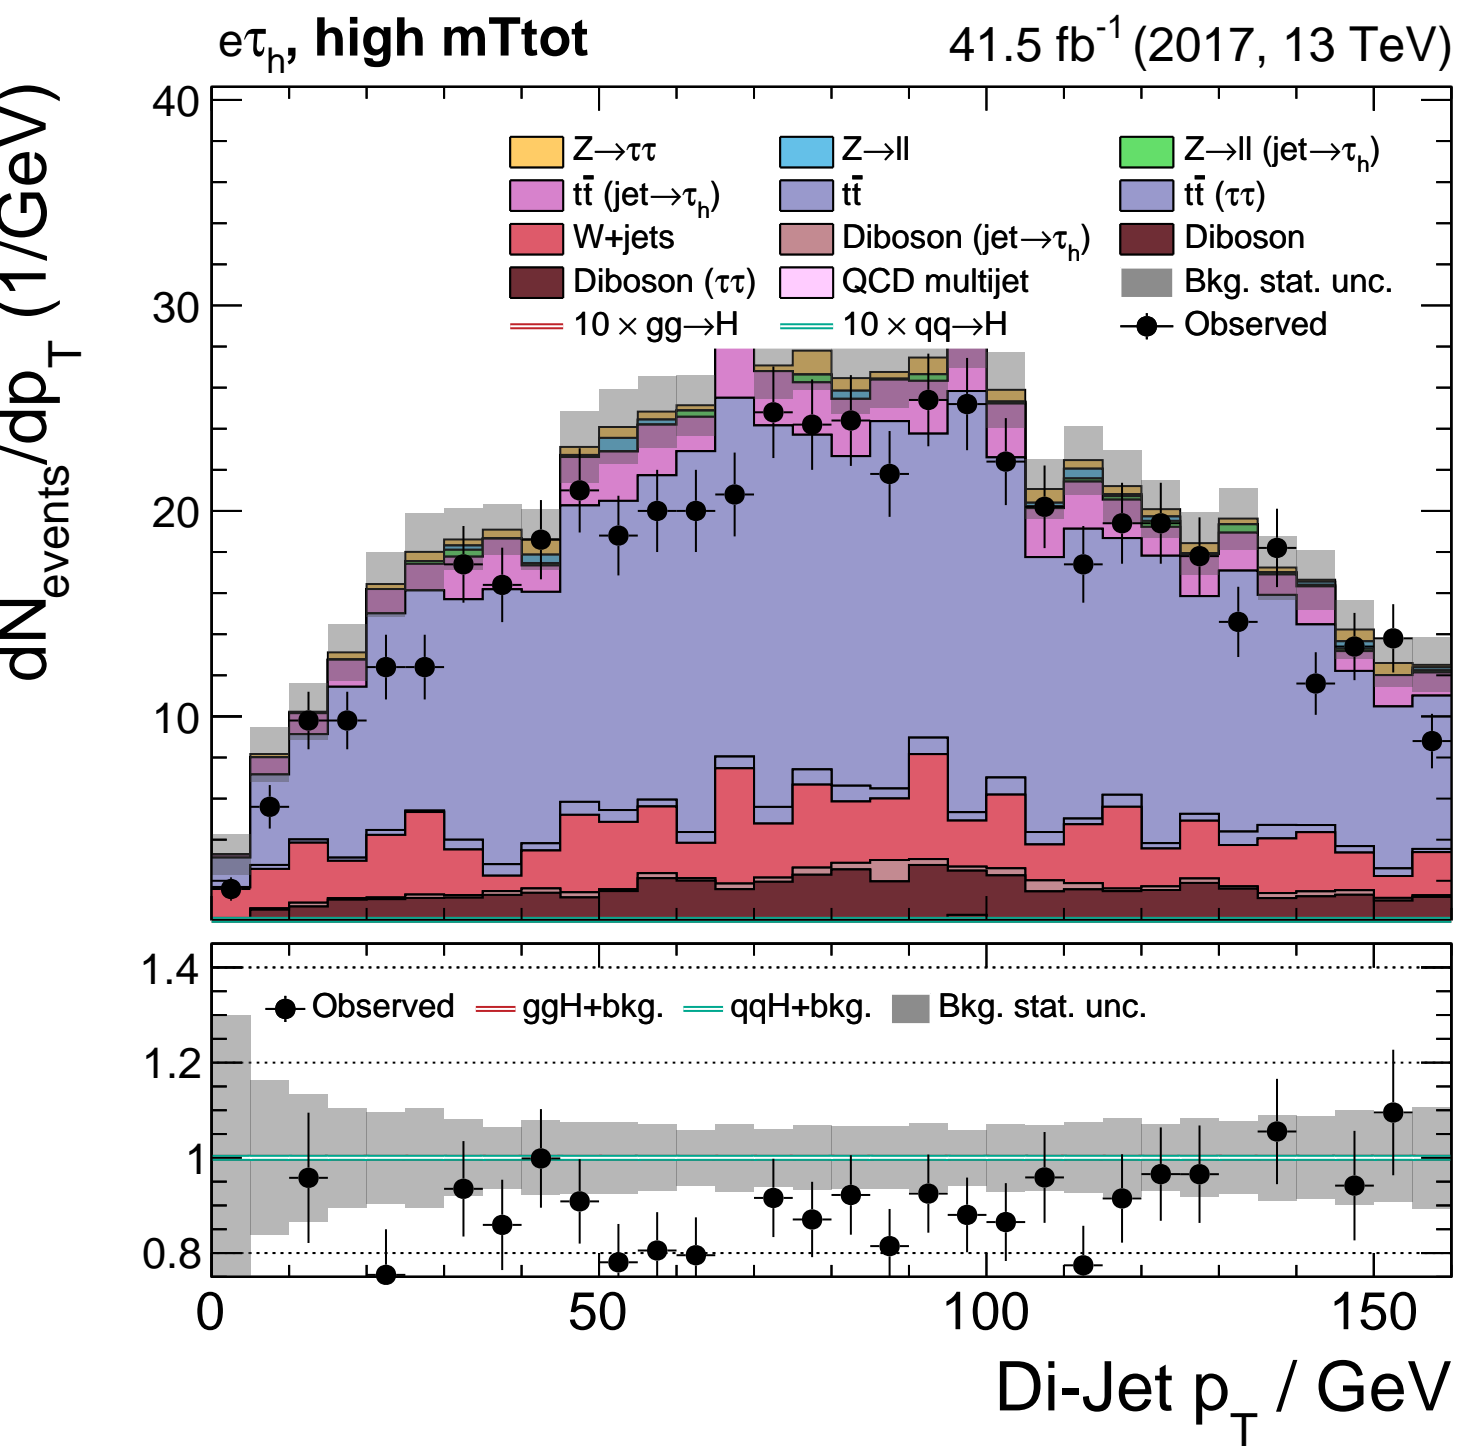 eτh, high mTtot 41.5 fb-1 (2017, 13 TeV)
dNevents/dpT (1/GeV)
40
30
20
10
Z→ττ Z→ll Z→ll (jet→τh)
tt̄ (jet→τh) tt̄ tt̄ (ττ)
W+jets Diboson (jet→τh) Diboson
Diboson (ττ) QCD multijet Bkg. stat. unc.
10 × gg→H 10 × qq→H Observed
1.4
1.2
1
0.8
Observed ggH+bkg. qqH+bkg. Bkg. stat. unc.
0 50 100 150
Di-Jet pT / GeV